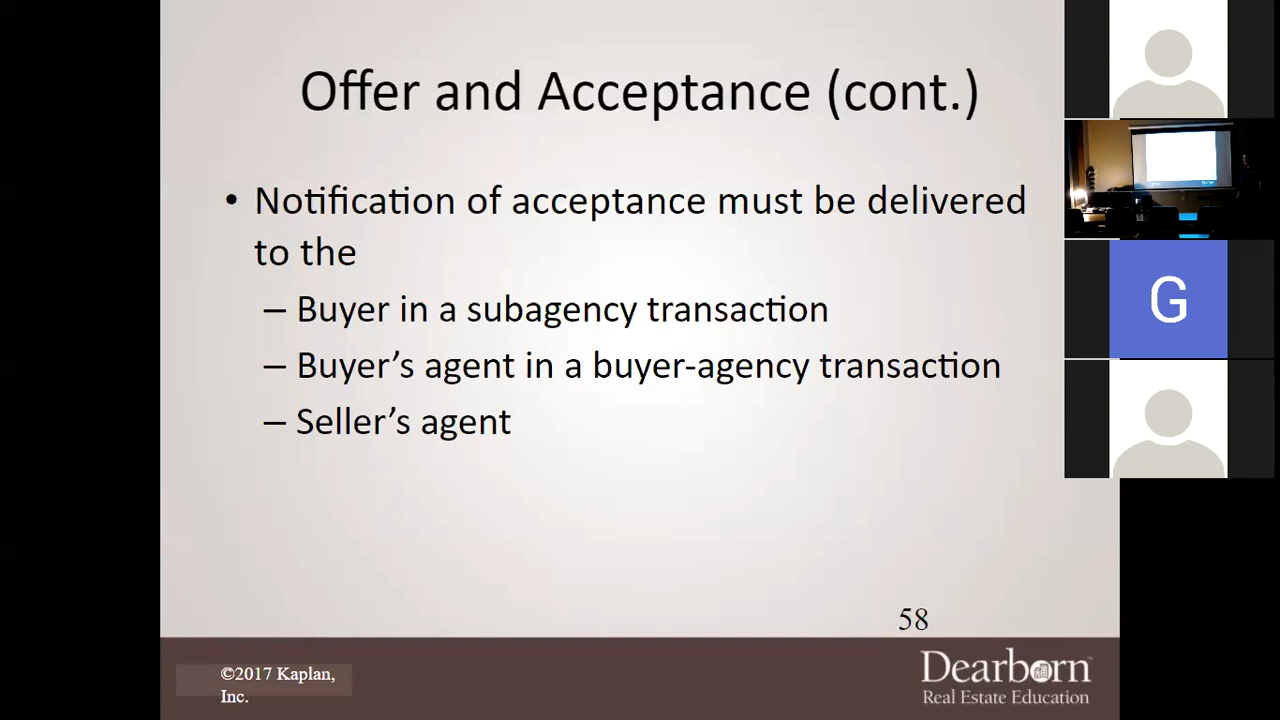 Offer and Acceptance (cont.)
• Notification of acceptance must be delivered
to the
– Buyer in a subagency transaction
– Buyer’s agent in a buyer-agency transaction
– Seller’s agent
G
58
©2017 Kaplan,
Inc.
Dearborn
Real Estate Education